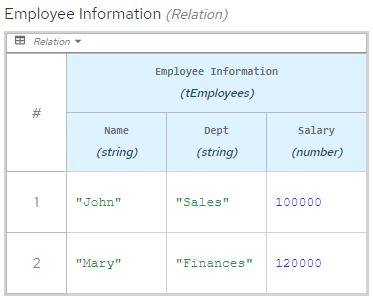 Employee Information (Relation)
Relation
#
Employee Information
(tEmployees)
Name Dept Salary
(string) (string) (number)
1 "John" "Sales" 100000
2 "Mary" "Finances" 120000